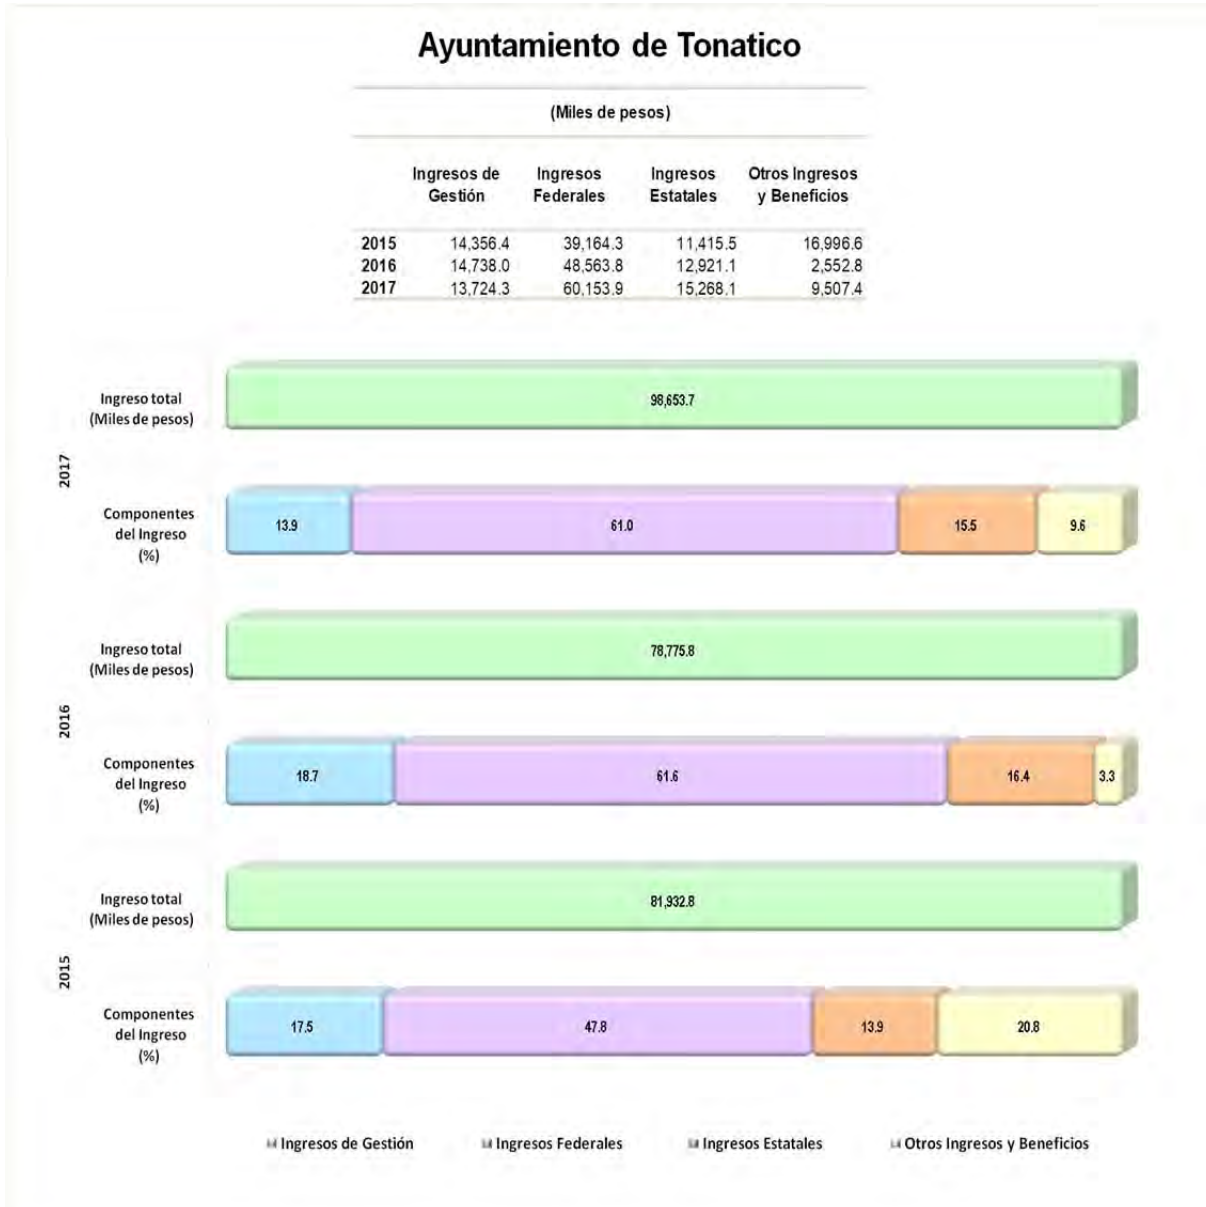 Ayuntamiento de Tonatico
(Miles de pesos)
Ingresos de Gestión Ingresos Federales Ingresos Estatales Otros Ingresos y Beneficios
2015 14,356.4 39,164.3 11,415.5 16,996.6
2016 14,738.0 48,563.8 12,921.1 2,552.8
2017 13,724.3 60,153.9 15,268.1 9,507.4
2017
Ingreso total
(Miles de pesos)
98,653.7
Componentes
del Ingreso
(%)
13.9 61.0 15.5 9.6
2016
Ingreso total
(Miles de pesos)
78,775.8
Componentes
del Ingreso
(%)
18.7 61.6 16.4 3.3
2015
Ingreso total
(Miles de pesos)
81,932.8
Componentes
del Ingreso
(%)
17.5 47.8 13.9 20.8
Ingresos de Gestión Ingresos Federales Ingresos Estatales Otros Ingresos y Beneficios